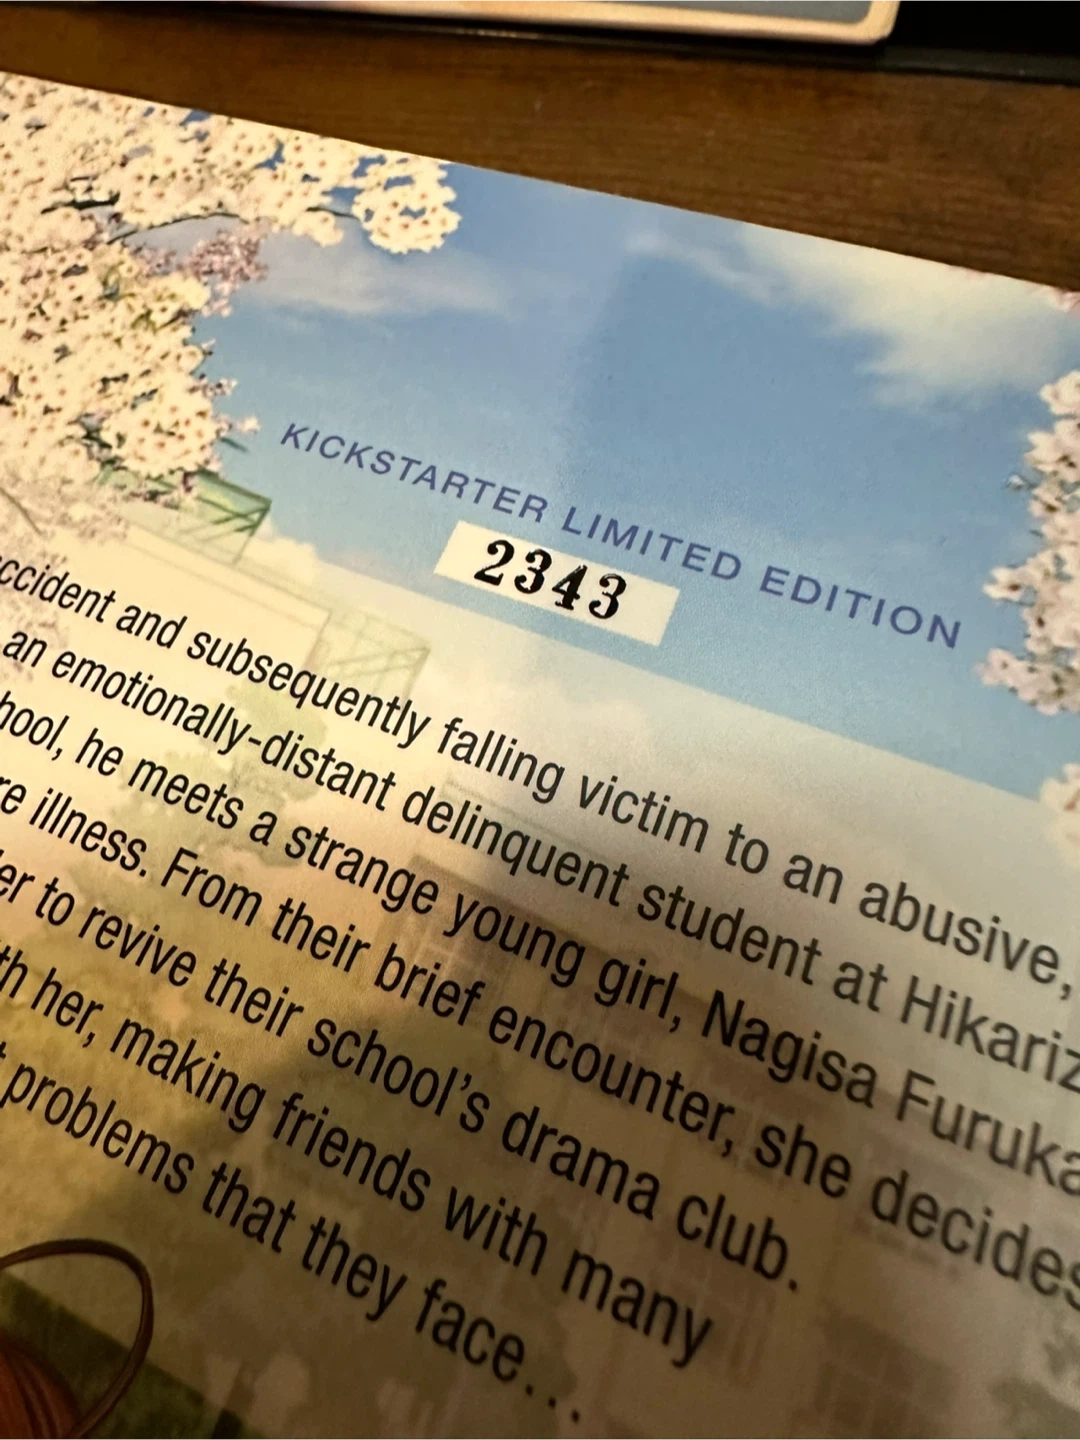 KICKSTARTER LIMITED EDITION
2343
ccident and subsequently falling victim to an abusive,
an emotionally-distant delinquent student at Hikariz
hool, he meets a strange young girl, Nagisa Furuka
re illness. From their brief encounter, she decides
er to revive their school's drama club.
th her, making friends with many
t problems that they face...